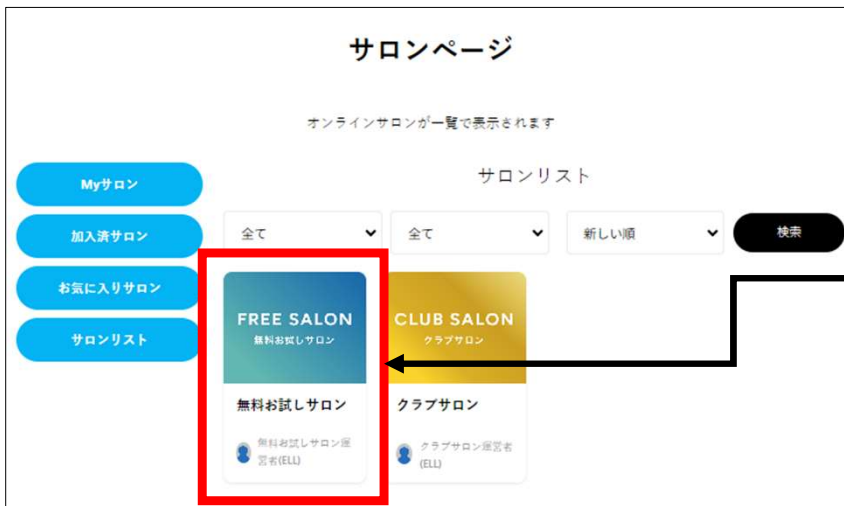 サロンページ
オンラインサロンが一覧で表示されます
Myサロン
加入済サロン
お気に入りサロン
サロンリスト
サロンリスト
全て
全て
新しい順
検索
FREE SALON
無料お試しサロン
無料お試しサロン
無料お試しサロン運
営者(ELL)
CLUB SALON
クラブサロン
クラブサロン
クラブサロン運営者
(ELL)